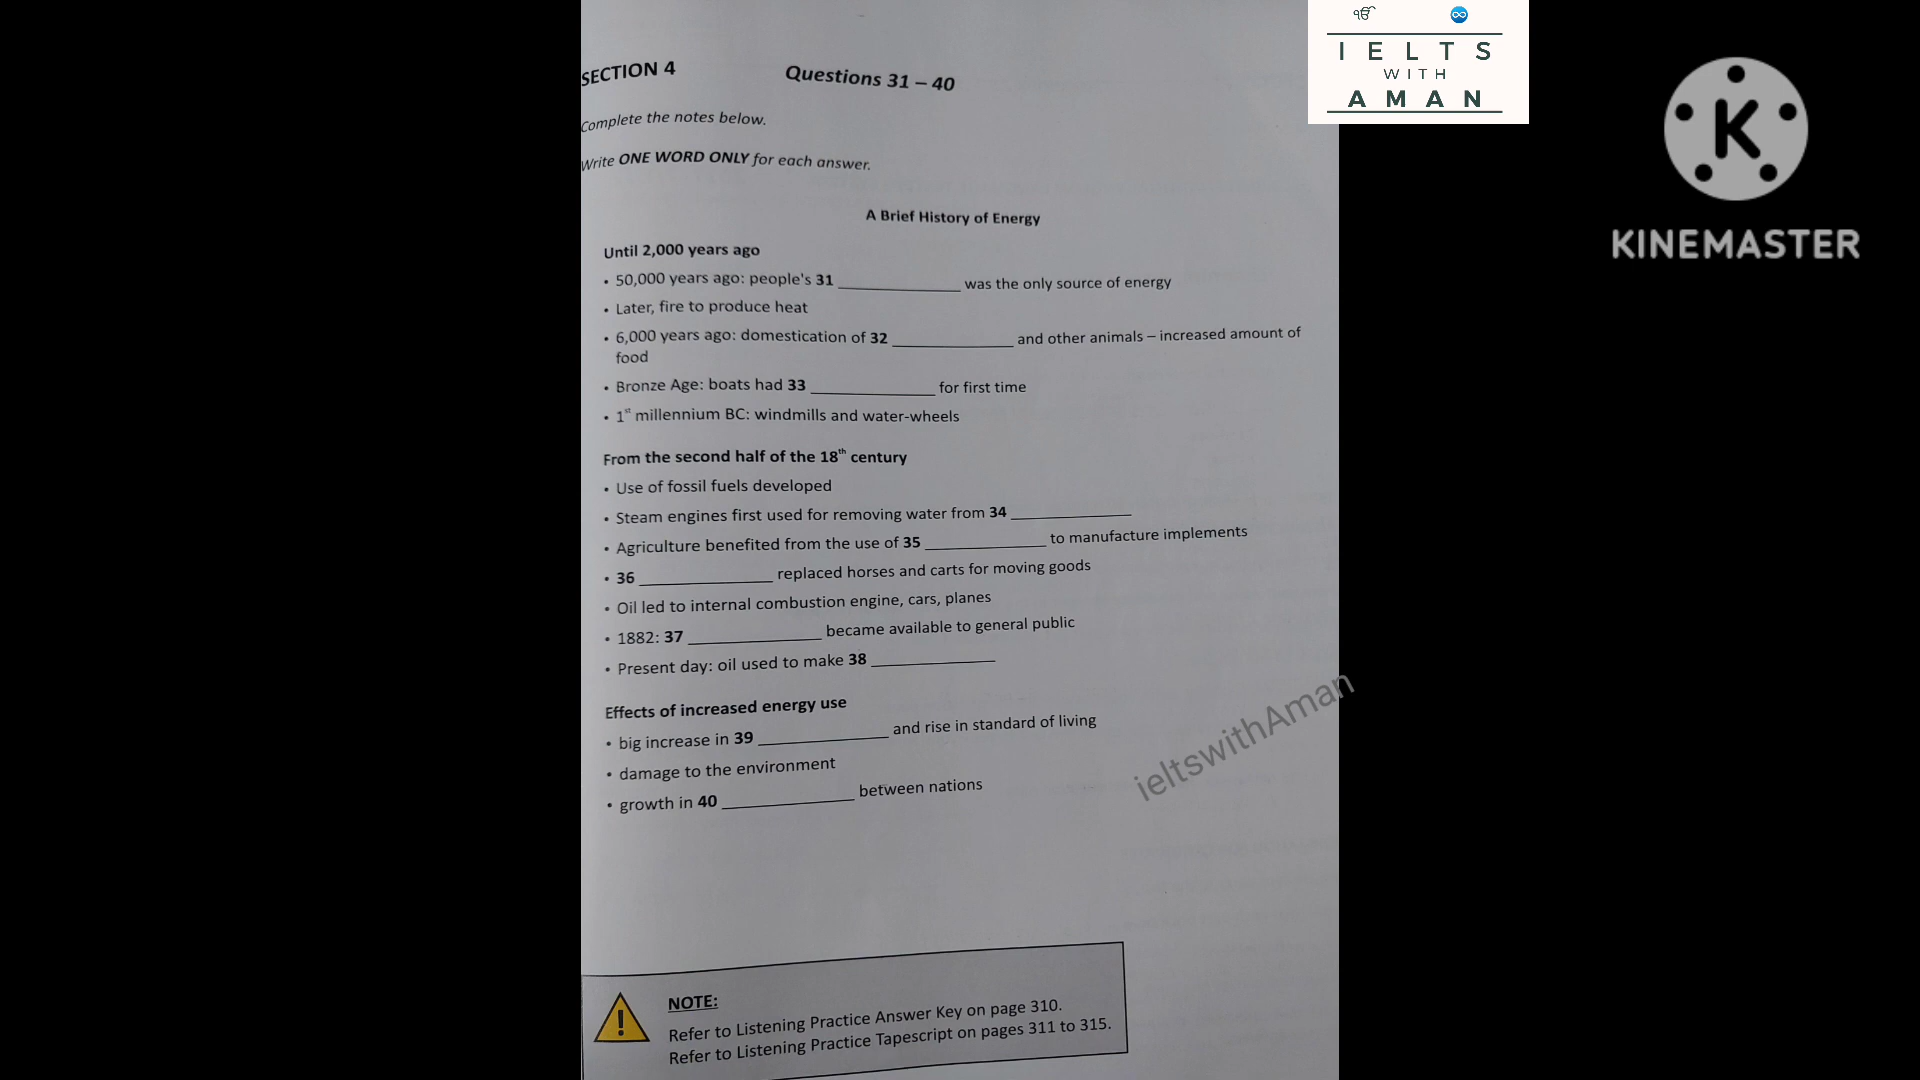 SECTION 4
Questions 31 – 40
Complete the notes below.
Write ONE WORD ONLY for each answer.
A Brief History of Energy
Until 2,000 years ago
• 50,000 years ago: people's 31 ____________ was the only source of energy
• Later, fire to produce heat
• 6,000 years ago: domestication of 32 ____________ and other animals – increased amount of
food
• Bronze Age: boats had 33 ____________ for first time
• 1st millennium BC: windmills and water-wheels
From the second half of the 18th century
• Use of fossil fuels developed
• Steam engines first used for removing water from 34 ____________
• Agriculture benefited from the use of 35 ____________ to manufacture implements
• 36 ____________ replaced horses and carts for moving goods
• Oil led to internal combustion engine, cars, planes
• 1882: 37 ____________ became available to general public
• Present day: oil used to make 38 ____________
Effects of increased energy use
• big increase in 39 ____________ and rise in standard of living
• damage to the environment
• growth in 40 ____________ between nations
NOTE:
Refer to Listening Practice Answer Key on page 310.
Refer to Listening Practice Tapescript on pages 311 to 315.
ieltswithAman
ੴ
IELTS
WITH
AMAN
K
KINEMASTER